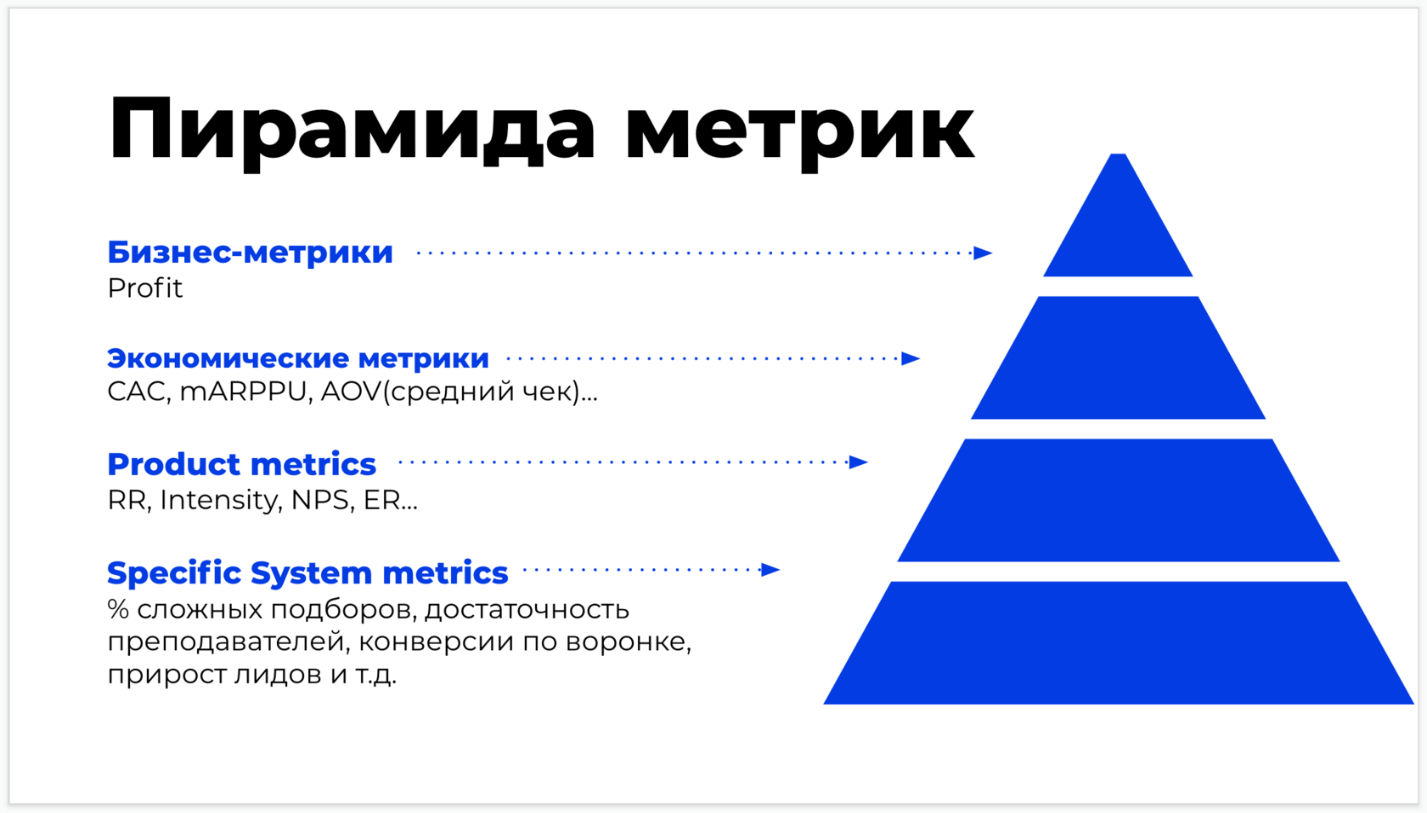 Пирамида метрик
Бизнес-метрики
Profit
Экономические метрики
CAC, mARPPU, AOV(средний чек)...
Product metrics
RR, Intensity, NPS, ER...
Specific System metrics
% сложных подборов, достаточность
преподавателей, конверсии по воронке,
прирост лидов и т.д.